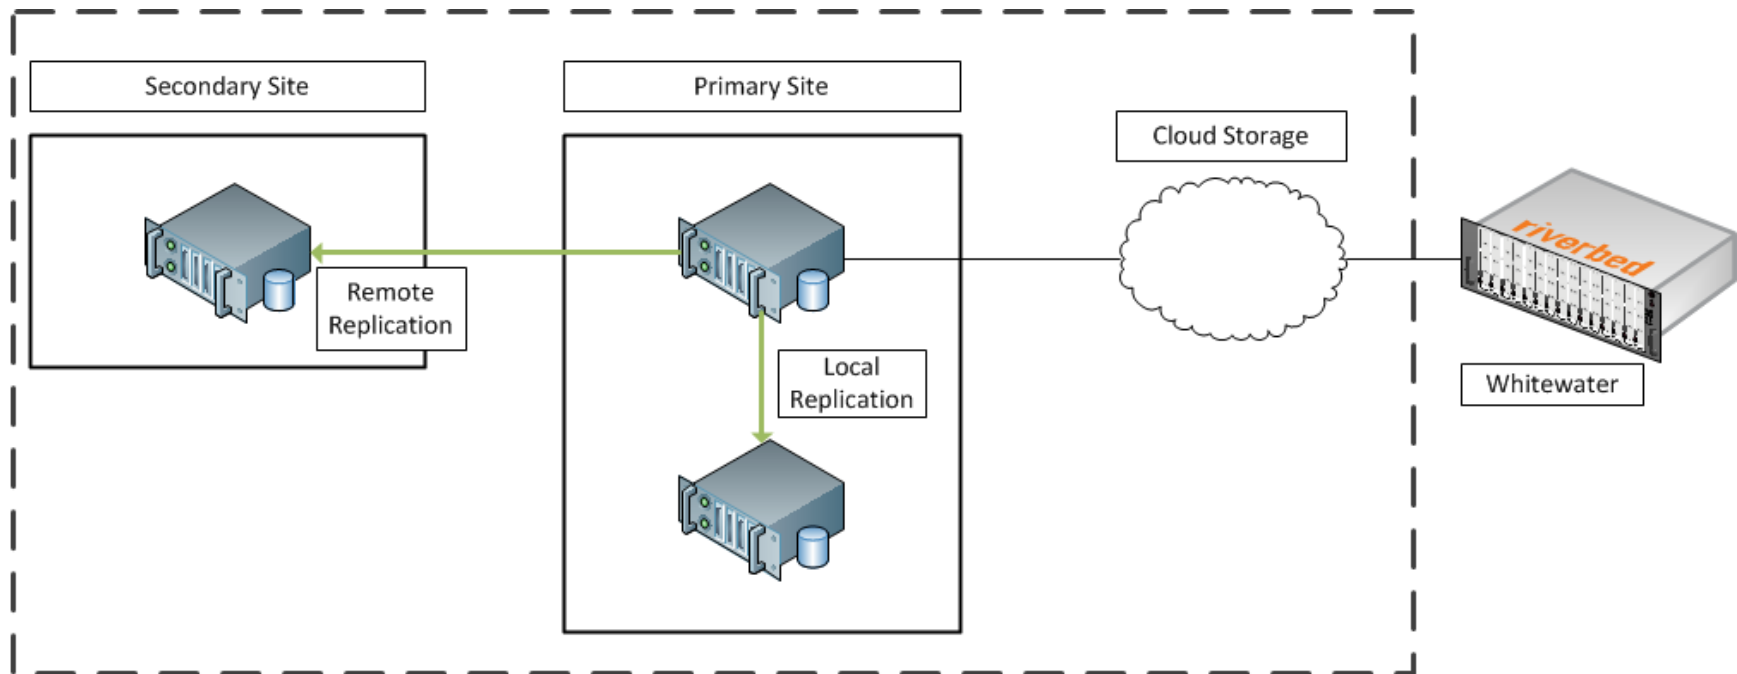 Secondary Site
Primary Site
Cloud Storage
riverbed
Remote
Replication
Local
Replication
Whitewater